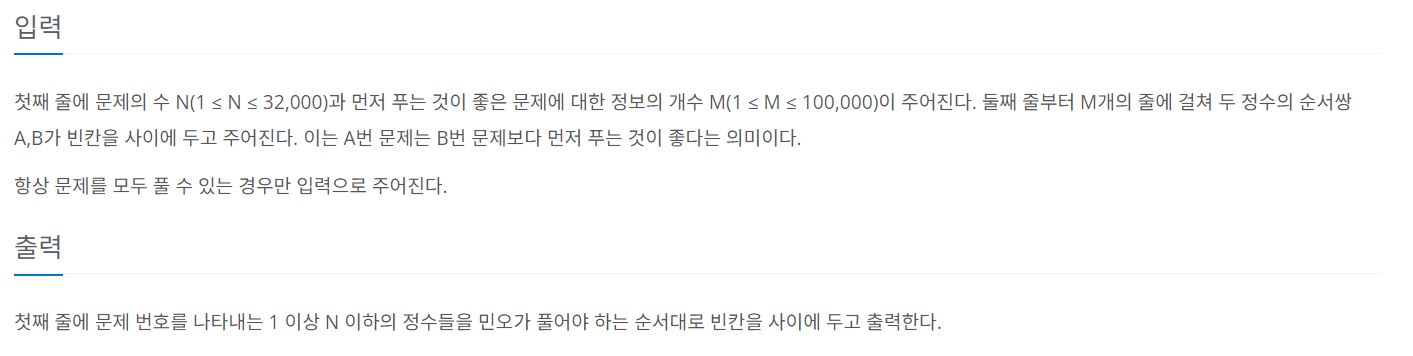 입력
첫째 줄에 문제의 수 N(1 ≤ N ≤ 32,000)과 먼저 푸는 것이 좋은 문제에 대한 정보의 개수 M(1 ≤ M ≤ 100,000)이 주어진다. 둘째 줄부터 M개의 줄에 걸쳐 두 정수의 순서쌍
A,B가 빈칸을 사이에 두고 주어진다. 이는 A번 문제는 B번 문제보다 먼저 푸는 것이 좋다는 의미이다.
항상 문제를 모두 풀 수 있는 경우만 입력으로 주어진다.
출력
첫째 줄에 문제 번호를 나타내는 1 이상 N 이하의 정수들을 민오가 풀어야 하는 순서대로 빈칸을 사이에 두고 출력한다.